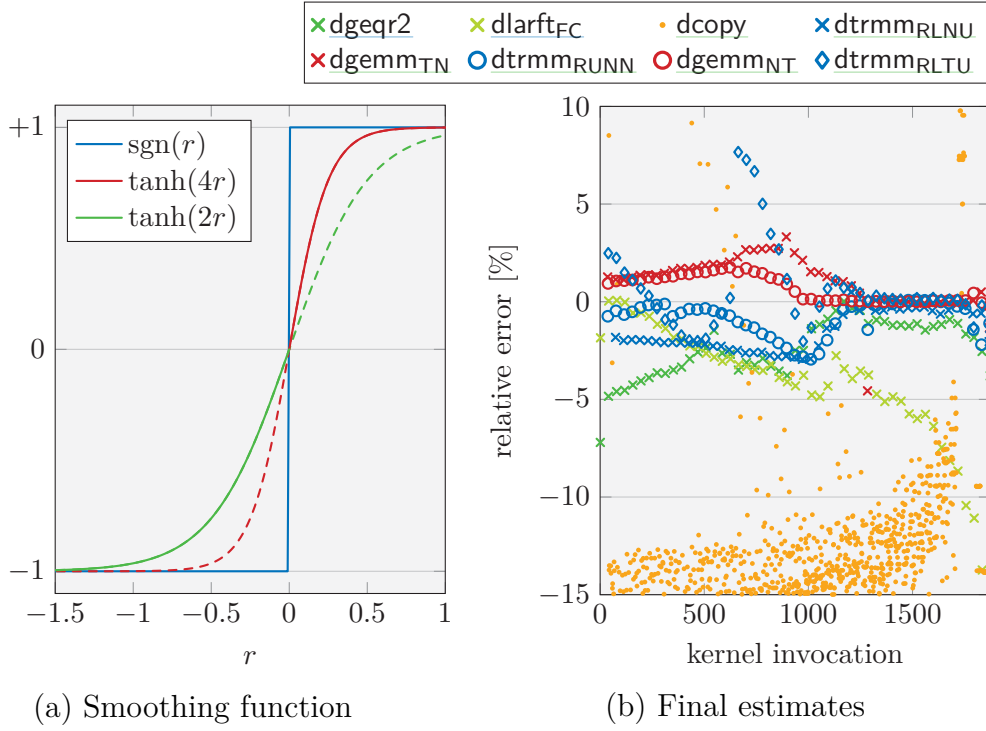 dgeqr2 dlarftFC dcopy dtrmmRLNU
dgemmTN dtrmmRUNN dgemmNT dtrmmRLTU
+1
0
−1
sgn(r)
tanh(4r)
tanh(2r)
−1.5 −1 −0.5 0 0.5 1
r
(a) Smoothing function
relative error [%]
10
5
0
−5
−10
−15
0 500 1000 1500
kernel invocation
(b) Final estimates